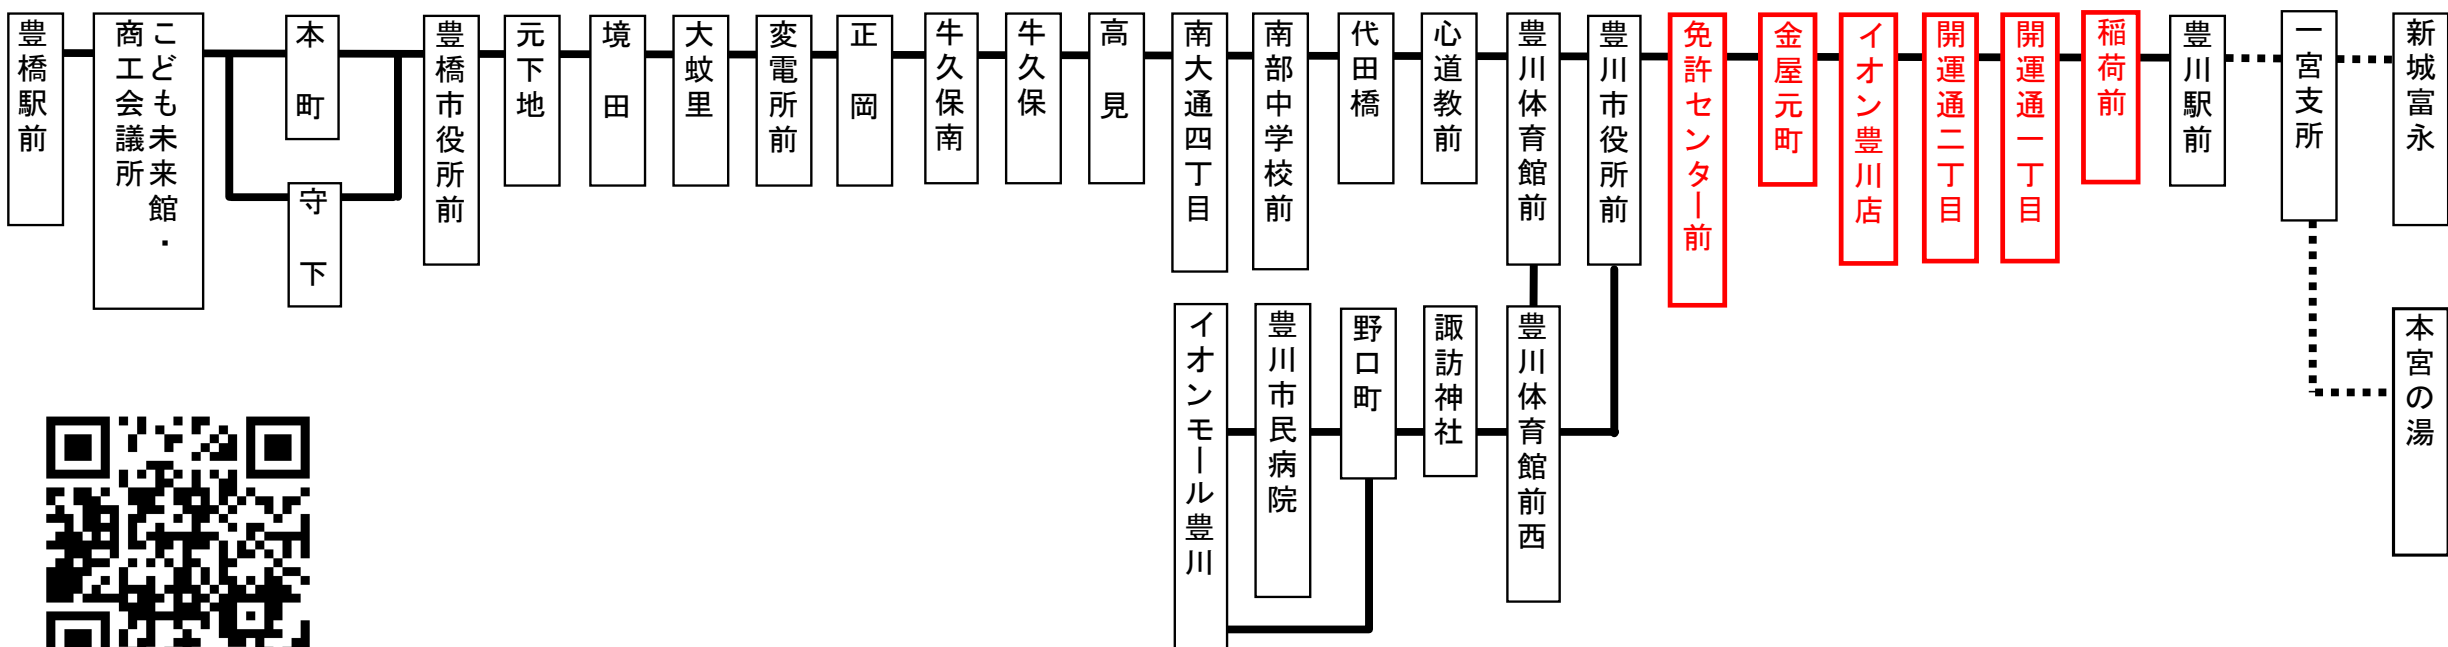 豊橋駅前
こども未来館・
商工会議所
本町
守下
豊橋市役所前
元下地
境田
大蚊里
変電所前
正岡
牛久保南
牛久保
高見
南大通四丁目
南部中学校前
代田橋
心道教前
豊川体育館前
豊川市役所前
免許センター前
金屋元町
イオン豊川店
開運通二丁目
開運通一丁目
稲荷前
豊川駅前
一宮支所
新城富永
イオンモール豊川
豊川市民病院
野口町
諏訪神社
豊川体育館前西
本宮の湯